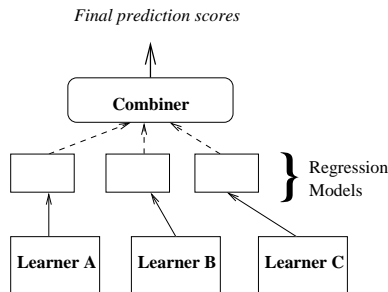 Final prediction scores
Combiner
Regression
Models
Learner A
Learner B
Learner C